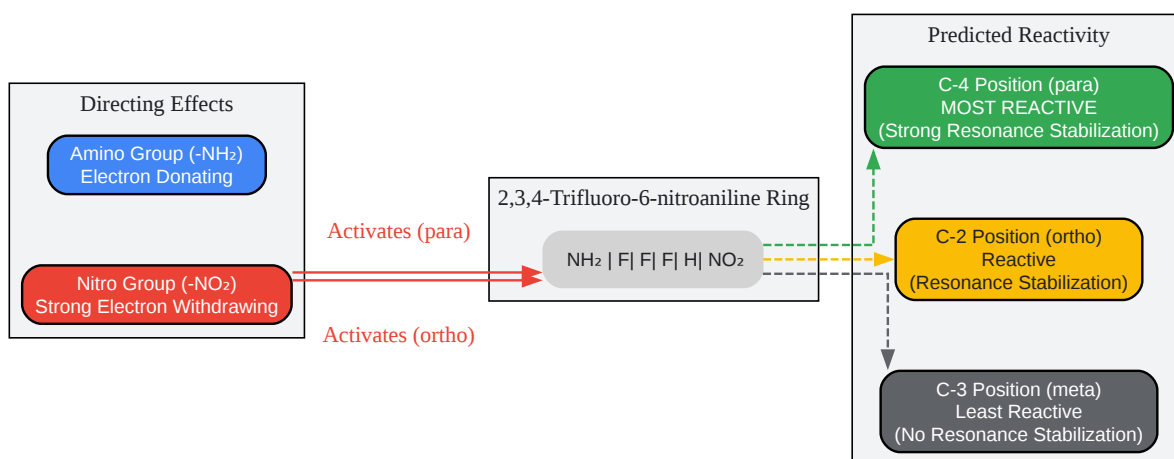 Directing Effects
Amino Group (-NH₂)
Electron Donating
Nitro Group (-NO₂)
Strong Electron Withdrawing
Activates (para)
Activates (ortho)
2,3,4-Trifluoro-6-nitroaniline Ring
NH₂ | F| F| F| H| NO₂
Predicted Reactivity
C-4 Position (para)
MOST REACTIVE
(Strong Resonance Stabilization)
C-2 Position (ortho)
Reactive
(Resonance Stabilization)
C-3 Position (meta)
Least Reactive
(No Resonance Stabilization)